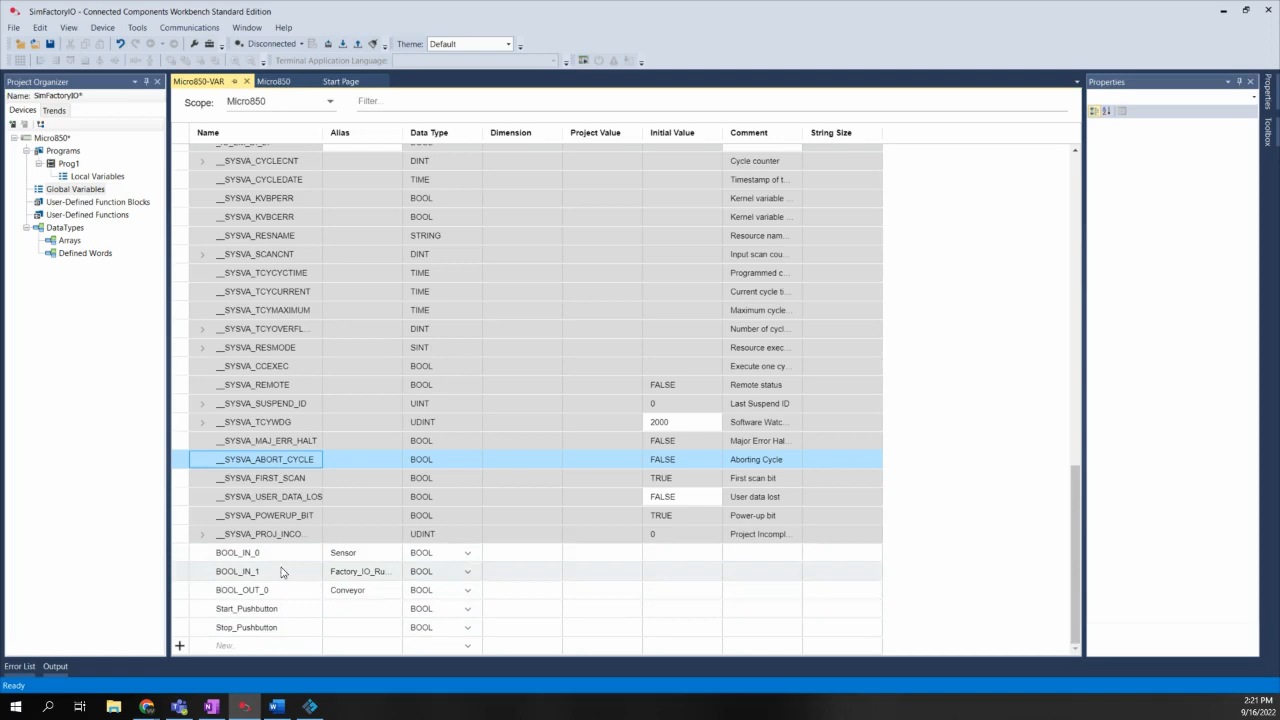 SimFactoryIO - Connected Components Workbench Standard Edition
File Edit View Device Tools Communications Window Help
Disconnected Theme: Default
Terminal Application Language:
Project Organizer
Name: SimFactoryIO*
Devices Trends
Micro850*
Programs
Prog1
Local Variables
Global Variables
User-Defined Function Blocks
User-Defined Functions
DataTypes
Arrays
Defined Words
Micro850-VAR Micro850 Start Page
Scope: Micro850 Filter...
Name Alias Data Type Dimension Project Value Initial Value Comment String Size
__SYSVA_CYCLECNT DINT Cycle counter
__SYSVA_CYCLEDATE TIME Timestamp of t...
__SYSVA_KVBPERR BOOL Kernel variable ...
__SYSVA_KVBCERR BOOL Kernel variable ...
__SYSVA_RESNAME STRING Resource nam...
__SYSVA_SCANCNT DINT Input scan cou...
__SYSVA_TCYCYCTIME TIME Programmed c...
__SYSVA_TCYCURRENT TIME Current cycle ti...
__SYSVA_TCYMAXIMUM TIME Maximum cycle...
__SYSVA_TCYOVERFL... DINT Number of cycl...
__SYSVA_RESMODE SINT Resource exec...
__SYSVA_CCEXEC BOOL Execute one cy...
__SYSVA_REMOTE BOOL FALSE Remote status
__SYSVA_SUSPEND_ID UINT 0 Last Suspend ID
__SYSVA_TCYWDG UDINT 2000 Software Watc...
__SYSVA_MAJ_ERR_HALT BOOL FALSE Major Error Hal...
__SYSVA_ABORT_CYCLE BOOL FALSE Aborting Cycle
__SYSVA_FIRST_SCAN BOOL TRUE First scan bit
__SYSVA_USER_DATA_LOS BOOL FALSE User data lost
__SYSVA_POWERUP_BIT BOOL TRUE Power-up bit
__SYSVA_PROJ_INCO... UDINT 0 Project Incompl...
BOOL_IN_0 Sensor BOOL
BOOL_IN_1 Factory_IO_Ru... BOOL
BOOL_OUT_0 Conveyor BOOL
Start_Pushbutton BOOL
Stop_Pushbutton BOOL
New...
Properties
Properties
Toolbox
Error List Output
Ready
2:21 PM
9/16/2022